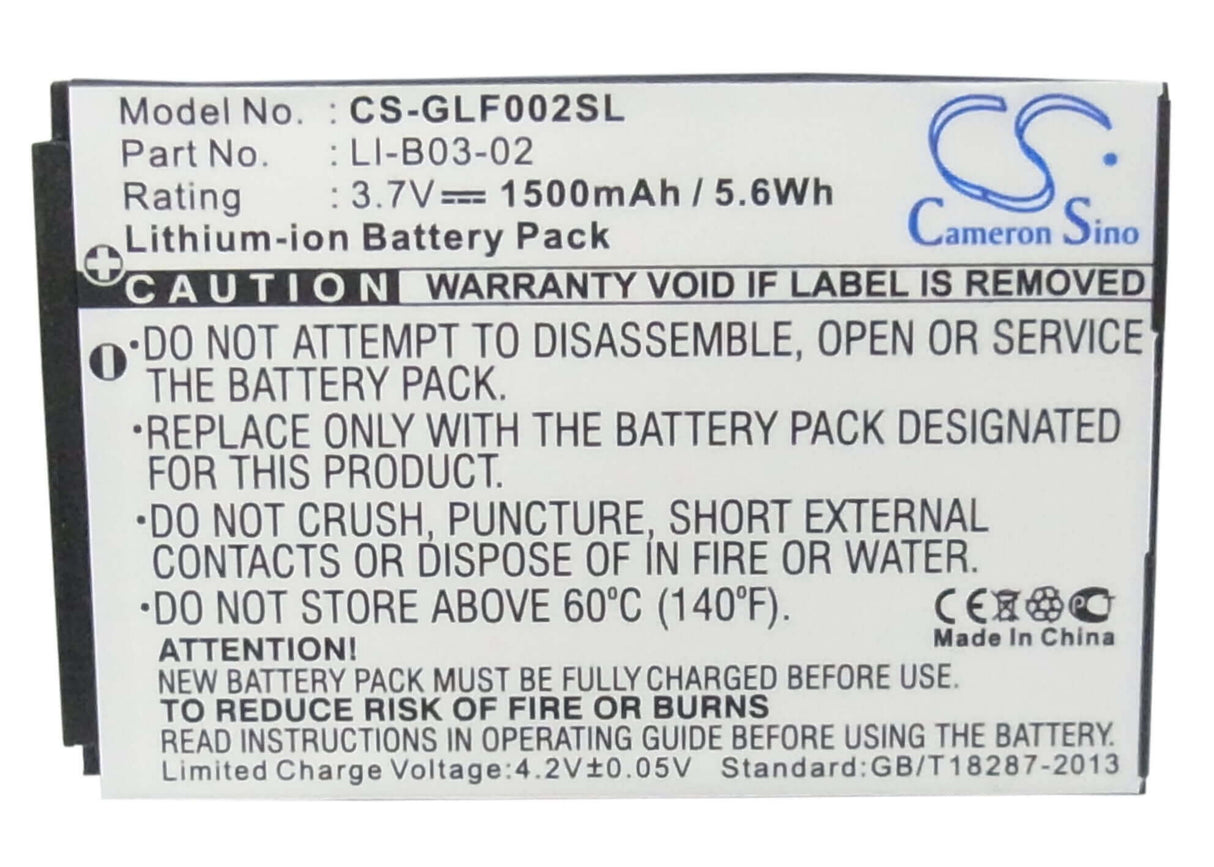 Model No. : CS-GLF002SL
Part No. : LI-B03-02
Rating : 3.7V⎓ 1500mAh / 5.6Wh
Lithium-ion Battery Pack
CS
Cameron Sino
CAUTION WARRANTY VOID IF LABEL IS REMOVED
•DO NOT ATTEMPT TO DISASSEMBLE, OPEN OR SERVICE
THE BATTERY PACK.
•REPLACE ONLY WITH THE BATTERY PACK DESIGNATED
FOR THIS PRODUCT.
•DO NOT CRUSH, PUNCTURE, SHORT EXTERNAL
CONTACTS OR DISPOSE OF IN FIRE OR WATER.
•DO NOT STORE ABOVE 60°C (140°F).
CE
Made In China
ATTENTION!
NEW BATTERY PACK MUST BE FULLY CHARGED BEFORE USE.
TO REDUCE RISK OF FIRE OR BURNS
READ INSTRUCTIONS IN OPERATING GUIDE BEFORE USING THE BATTERY.
Limited Charge Voltage:4.2V±0.05V Standard:GB/T18287-2013